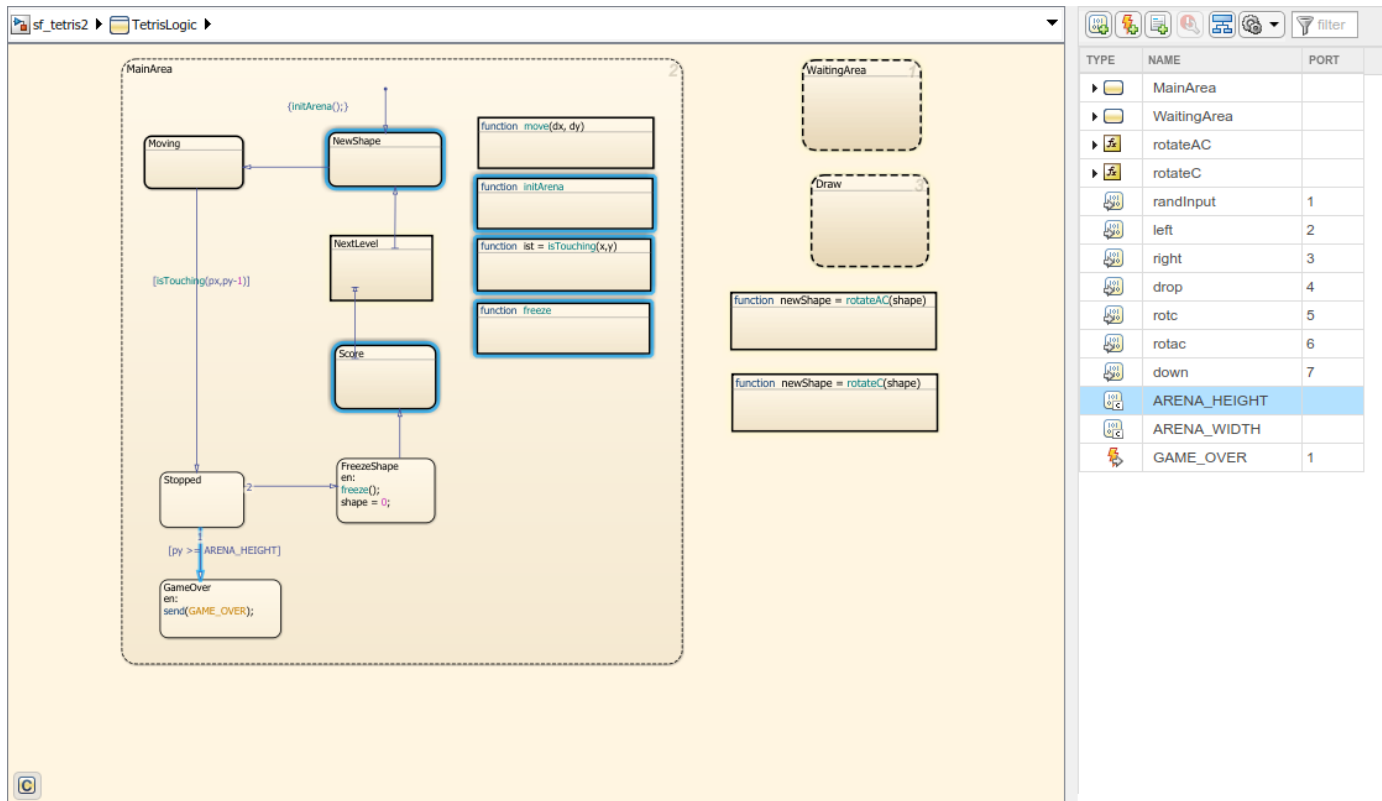 sf_tetris2 TetrisLogic
MainArea
2
{initArena();}
Moving
NewShape
NextLevel
[isTouching(px,py-1)]
Score
Stopped
2
FreezeShape
en:
freeze();
shape = 0;
[py >= ARENA_HEIGHT]
GameOver
en:
send(GAME_OVER);
function move(dx, dy)
function initArena
function ist = isTouching(x,y)
function freeze
WaitingArea
1
Draw
3
function newShape = rotateAC(shape)
function newShape = rotateC(shape)
C
filter
TYPE NAME PORT
MainArea
WaitingArea
fx rotateAC
fx rotateC
randInput 1
left 2
right 3
drop 4
rotc 5
rotac 6
down 7
ARENA_HEIGHT
ARENA_WIDTH
GAME_OVER 1